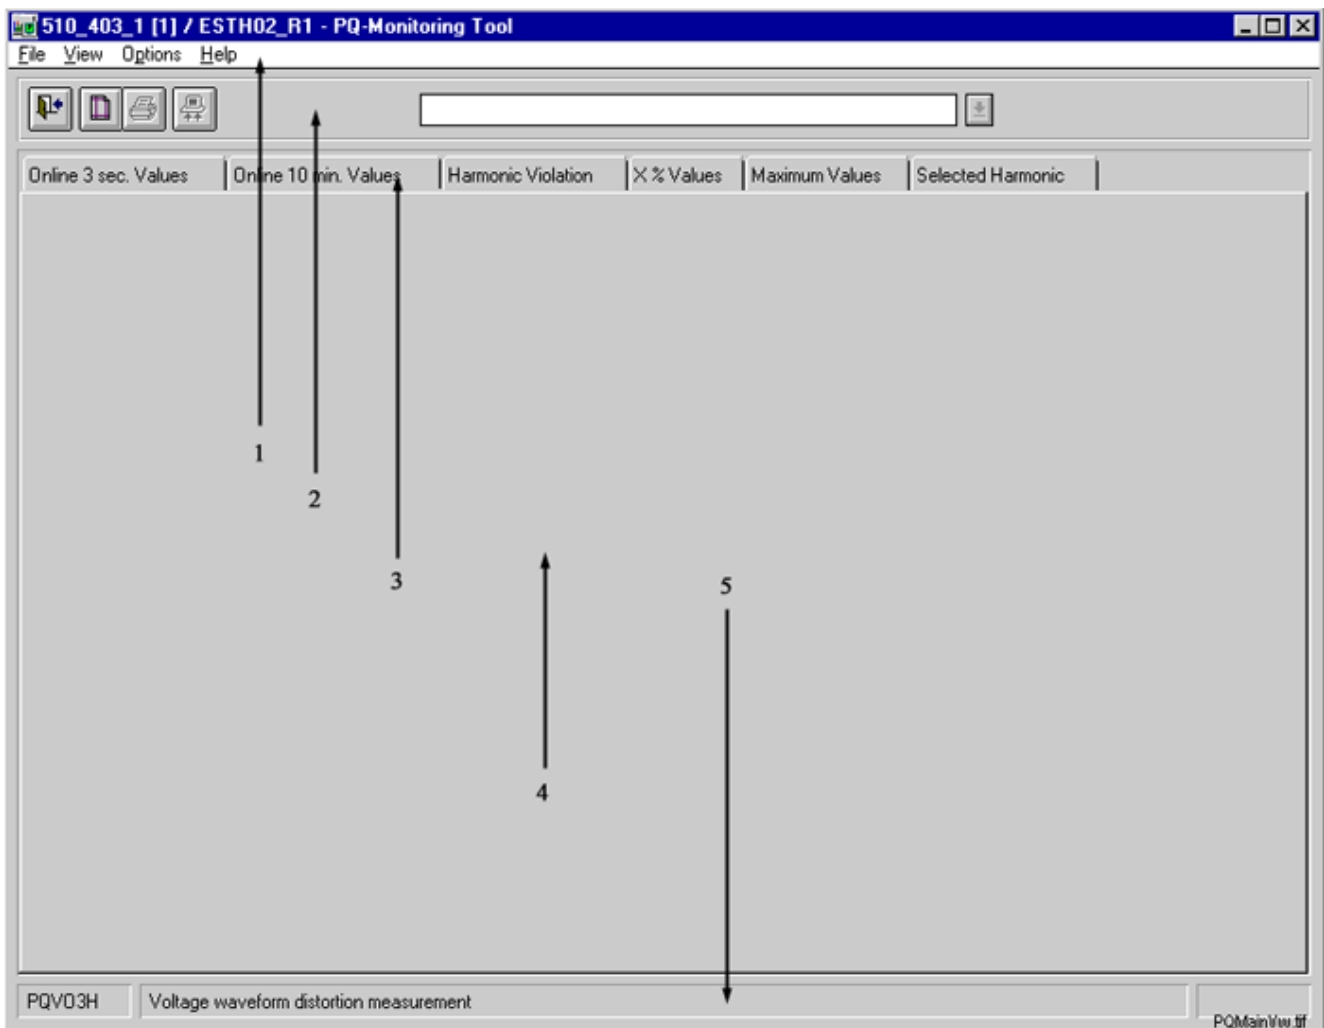 510_403_1 [1] / ESTH02_R1 - PQ-Monitoring Tool
File View Options Help
Online 3 sec. Values Online 10 min. Values Harmonic Violation X % Values Maximum Values Selected Harmonic
1
2
3
5
4
PQVO3H Voltage waveform distortion measurement
PQMainVw.tif